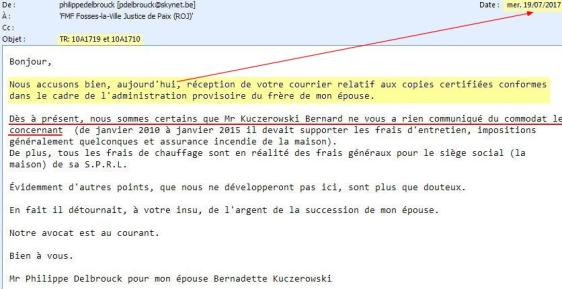 De : philippedelbrouck [pdelbrouck@skynet.be] Date : mer. 19/07/2017
À : 'FMF Fosses-la-Ville Justice de Paix (ROJ)'
Cc :
Objet : TR: 10A1719 et 10A1710
Bonjour,
Nous accusons bien, aujourd'hui, réception de votre courrier relatif aux copies certifiées conformes
dans le cadre de l'administration provisoire du frère de mon épouse.
Dès à présent, nous sommes certains que Mr Kuczerowski Bernard ne vous a rien communiqué du commodat le
concernant (de janvier 2010 à janvier 2015 il devait supporter les frais d'entretien, impositions
généralement quelconques et assurance incendie de la maison).
De plus, tous les frais de chauffage sont en réalité des frais généraux pour le siège social (la
maison) de sa S.P.R.L.
Évidemment d'autres points, que nous ne développeront pas ici, sont plus que douteux.
En fait il détournait, à votre insu, de l'argent de la succession de mon épouse.
Notre avocat est au courant.
Bien à vous.
Mr Philippe Delbrouck pour mon épouse Bernadette Kuczerowski